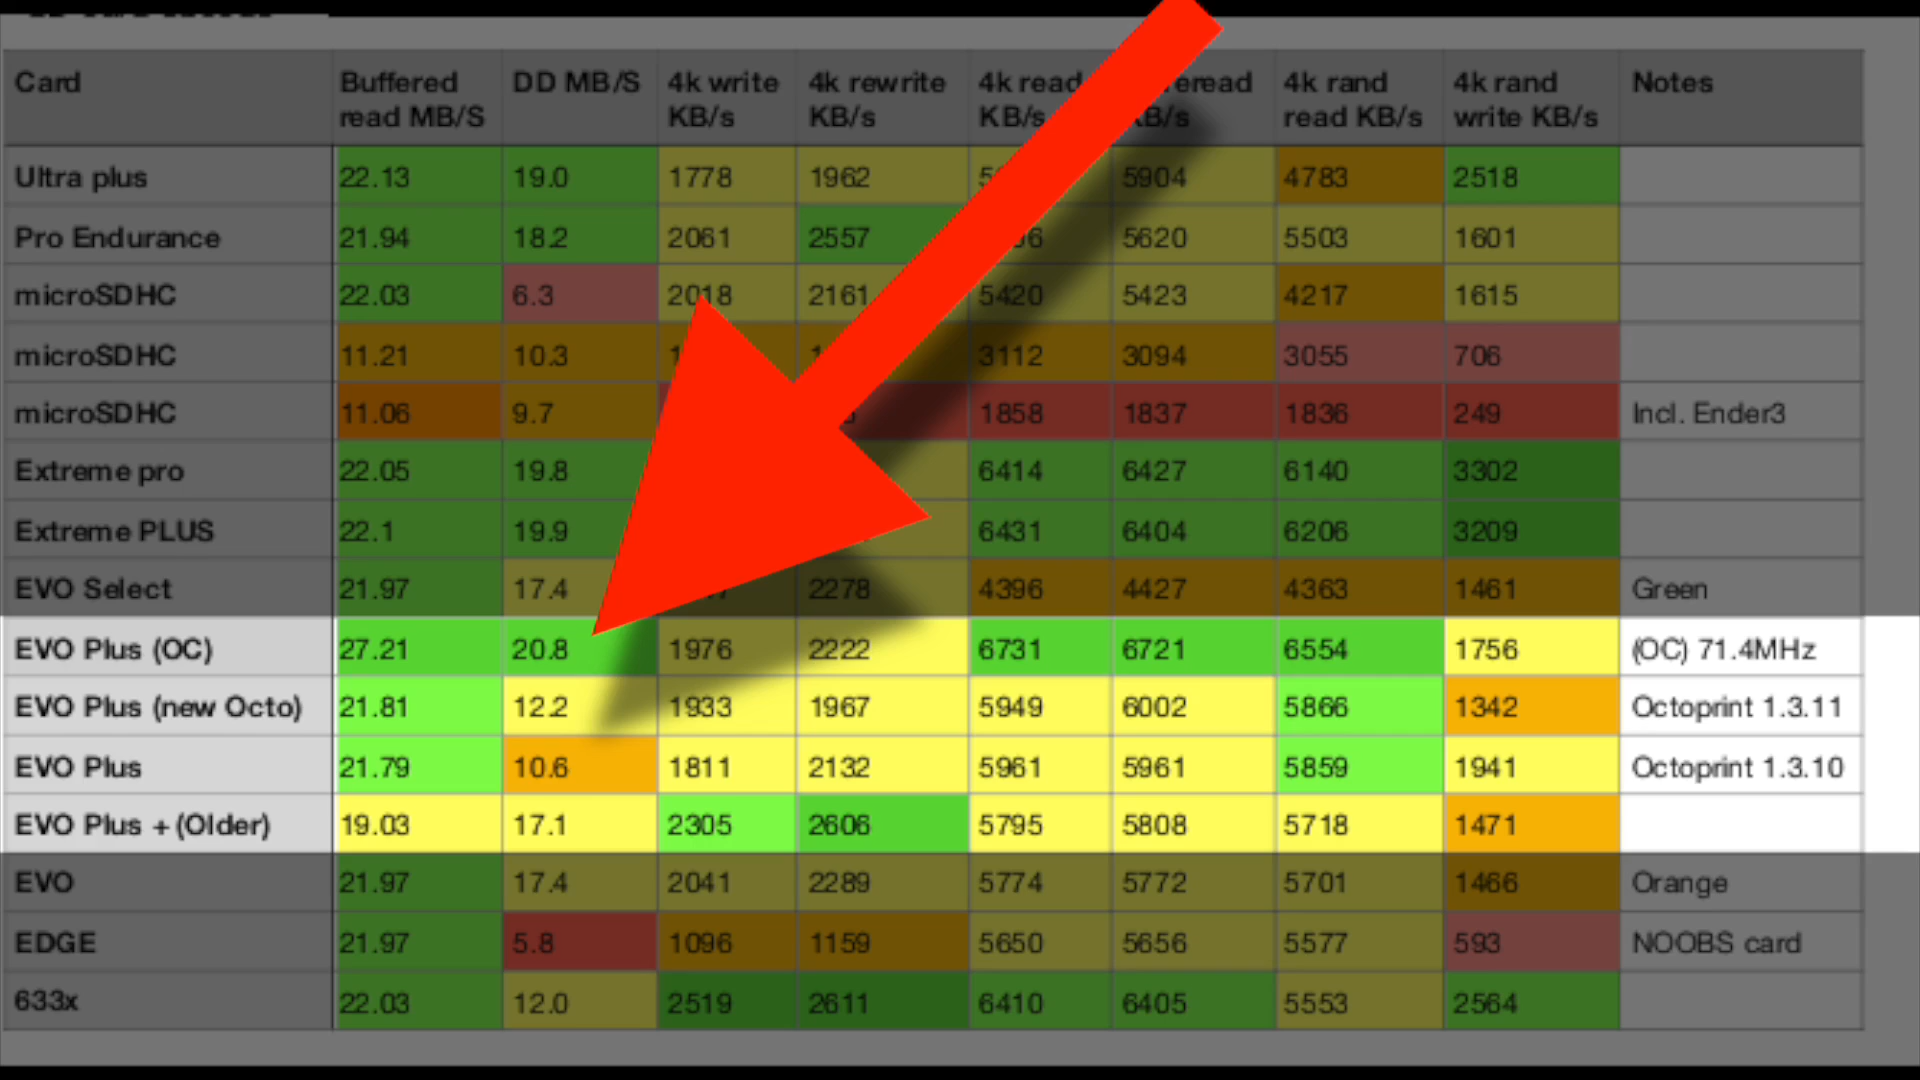 Card Buffered read MB/S DD MB/S 4k write KB/s 4k rewrite KB/s 4k read KB/s KB/s 4k rand read KB/s 4k rand write KB/s Notes
Ultra plus 22.13 19.0 1778 1962 5904 4783 2518
Pro Endurance 21.94 18.2 2061 2557 5620 5503 1601
microSDHC 22.03 6.3 2018 2161 5420 5423 4217 1615
microSDHC 11.21 10.3 3112 3094 3055 706
microSDHC 11.06 9.7 1858 1837 1836 249 Incl. Ender3
Extreme pro 22.05 19.8 6414 6427 6140 3302
Extreme PLUS 22.1 19.9 6431 6404 6206 3209
EVO Select 21.97 17.4 2278 4396 4427 4363 1461 Green
EVO Plus (OC) 27.21 20.8 1976 2222 6731 6721 6554 1756 (OC) 71.4MHz
EVO Plus (new Octo) 21.81 12.2 1933 1967 5949 6002 5866 1342 Octoprint 1.3.11
EVO Plus 21.79 10.6 1811 2132 5961 5961 5859 1941 Octoprint 1.3.10
EVO Plus + (Older) 19.03 17.1 2305 2606 5795 5808 5718 1471
EVO 21.97 17.4 2041 2289 5774 5772 5701 1466 Orange
EDGE 21.97 5.8 1096 1159 5650 5656 5577 593 NOOBS card
633x 22.03 12.0 2519 2611 6410 6405 5553 2564